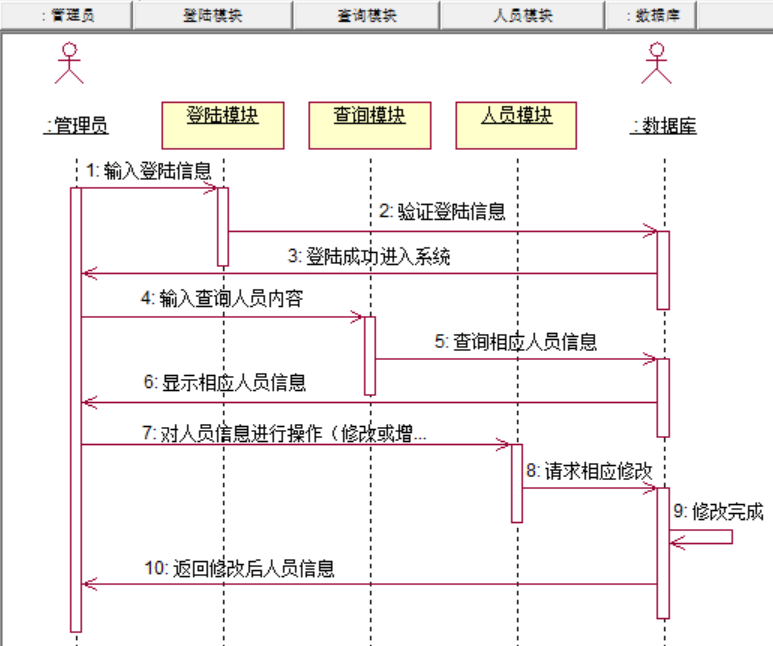 : 管理员
登陆模块
查询模块
人员模块
: 数据库
:管理员
登陆模块
查询模块
人员模块
:数据库
1: 输入登陆信息
2: 验证登陆信息
3: 登陆成功进入系统
4: 输入查询人员内容
5: 查询相应人员信息
6: 显示相应人员信息
7: 对人员信息进行操作（修改或增...
8: 请求相应修改
9: 修改完成
10: 返回修改后人员信息